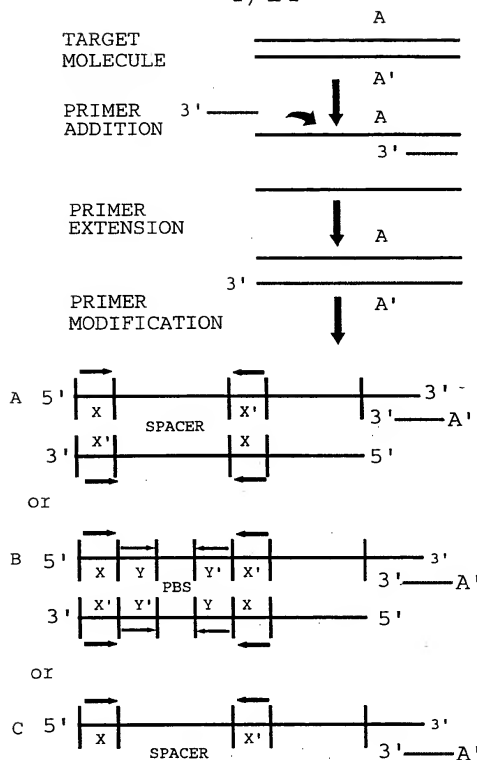 A
TARGET
MOLECULE
A'
PRIMER
ADDITION 3' A
3'
PRIMER
EXTENSION
A
3'
A'
PRIMER
MODIFICATION
A 5' 3'
X X' 3' A'
SPACER
X' X
3' 5'
or
B 5' 3'
X Y Y' X' 3' A'
PBS
X' Y' Y X
3' 5'
or
C 5' 3'
X X' 3' A'
SPACER